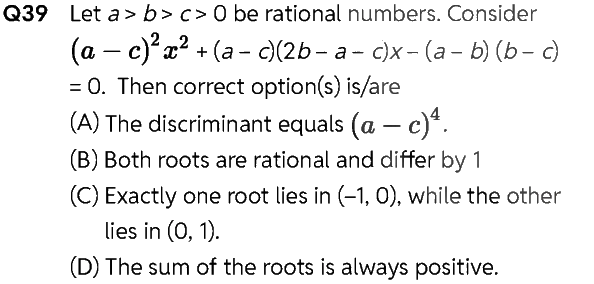 Q39 Let a > b > c > 0 be rational numbers. Consider
(a − c)²x² + (a − c)(2b − a − c)x − (a − b) (b − c)
= 0. Then correct option(s) is/are
(A) The discriminant equals (a − c)⁴.
(B) Both roots are rational and differ by 1
(C) Exactly one root lies in (−1, 0), while the other
lies in (0, 1).
(D) The sum of the roots is always positive.